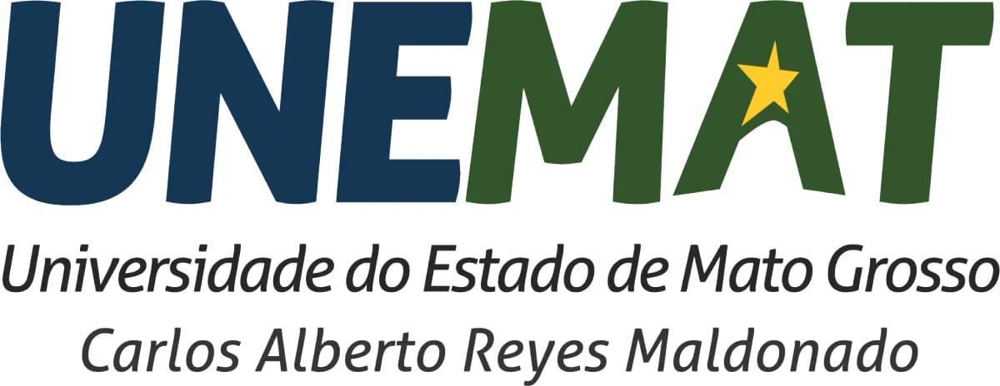 UNEMAT
Universidade do Estado de Mato Grosso
Carlos Alberto Reyes Maldonado